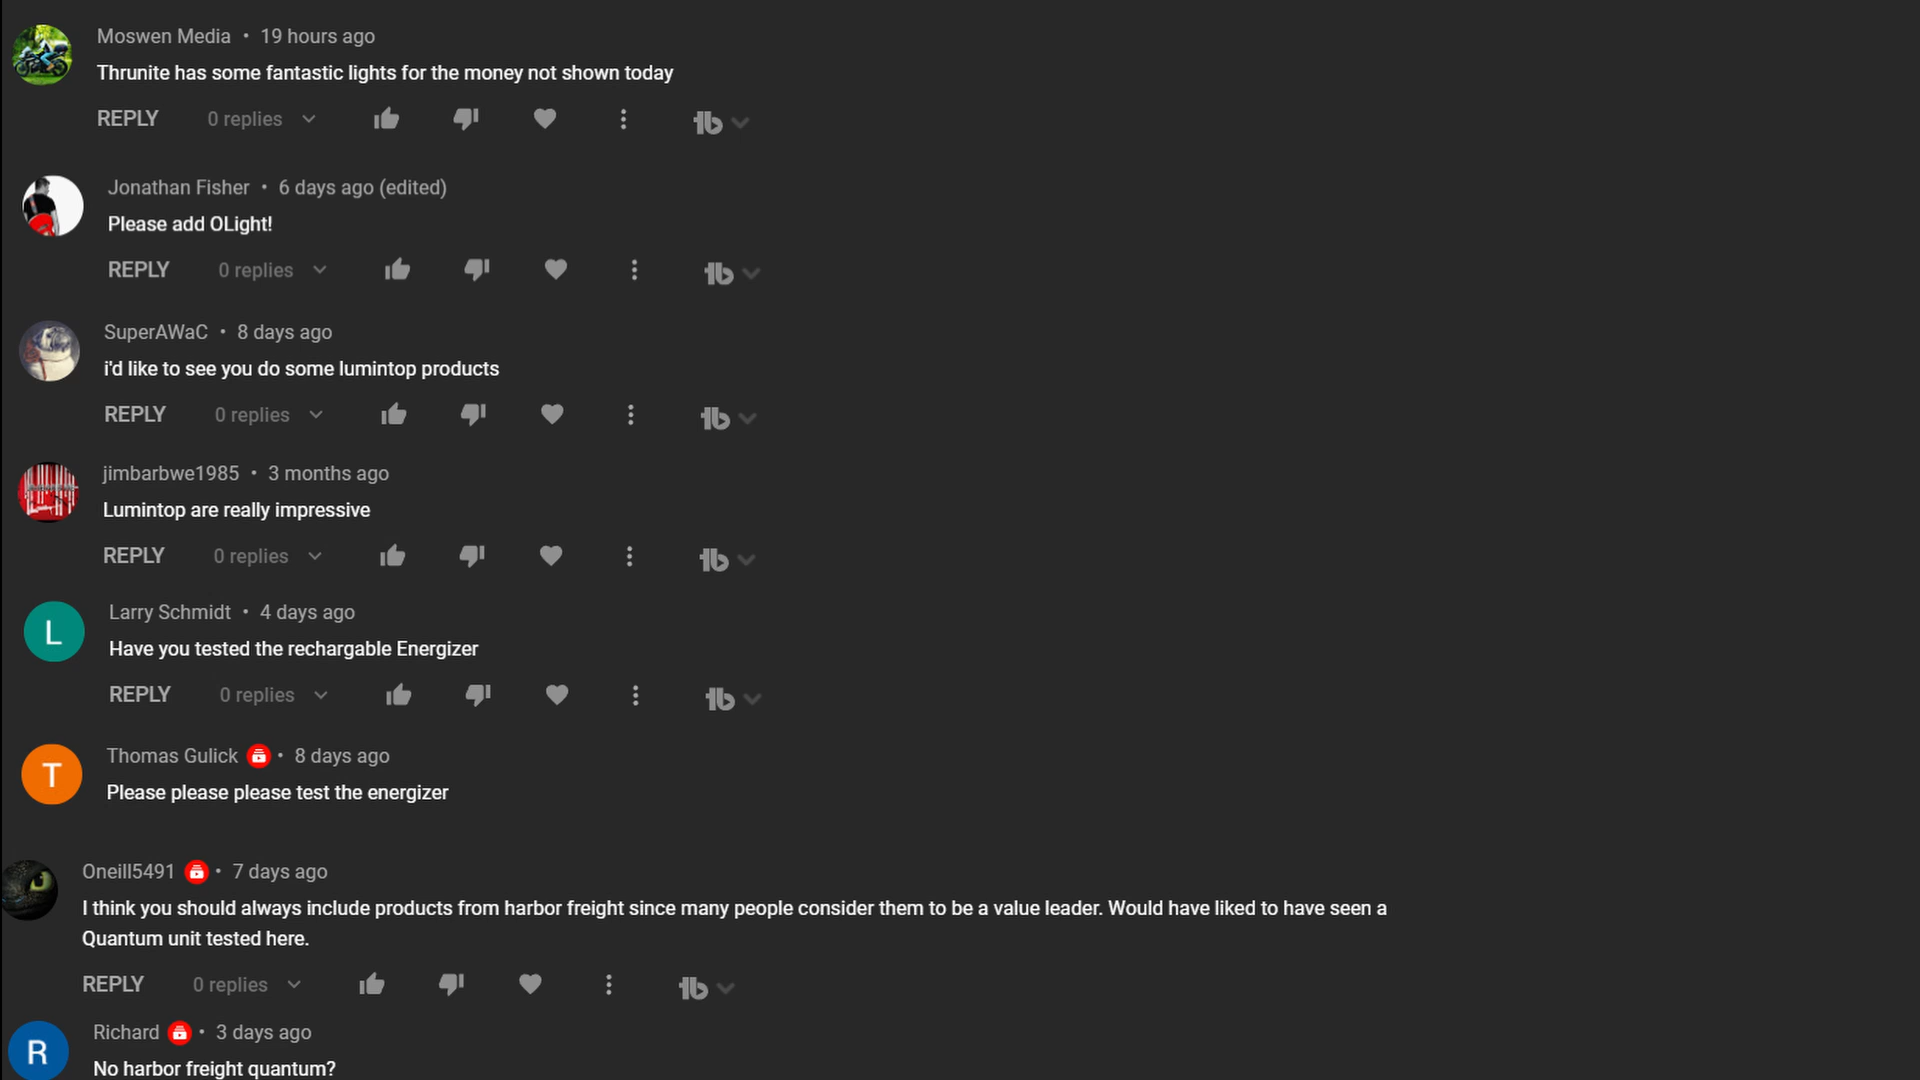 Moswen Media • 19 hours ago
Thrunite has some fantastic lights for the money not shown today
REPLY 0 replies
Jonathan Fisher • 6 days ago (edited)
Please add OLight!
REPLY 0 replies
SuperAWaC • 8 days ago
i'd like to see you do some lumintop products
REPLY 0 replies
jimbarbwe1985 • 3 months ago
Lumintop are really impressive
REPLY 0 replies
L
Larry Schmidt • 4 days ago
Have you tested the rechargable Energizer
REPLY 0 replies
T
Thomas Gulick • 8 days ago
Please please please test the energizer
Oneill5491 • 7 days ago
I think you should always include products from harbor freight since many people consider them to be a value leader. Would have liked to have seen a
Quantum unit tested here.
REPLY 0 replies
R
Richard • 3 days ago
No harbor freight quantum?